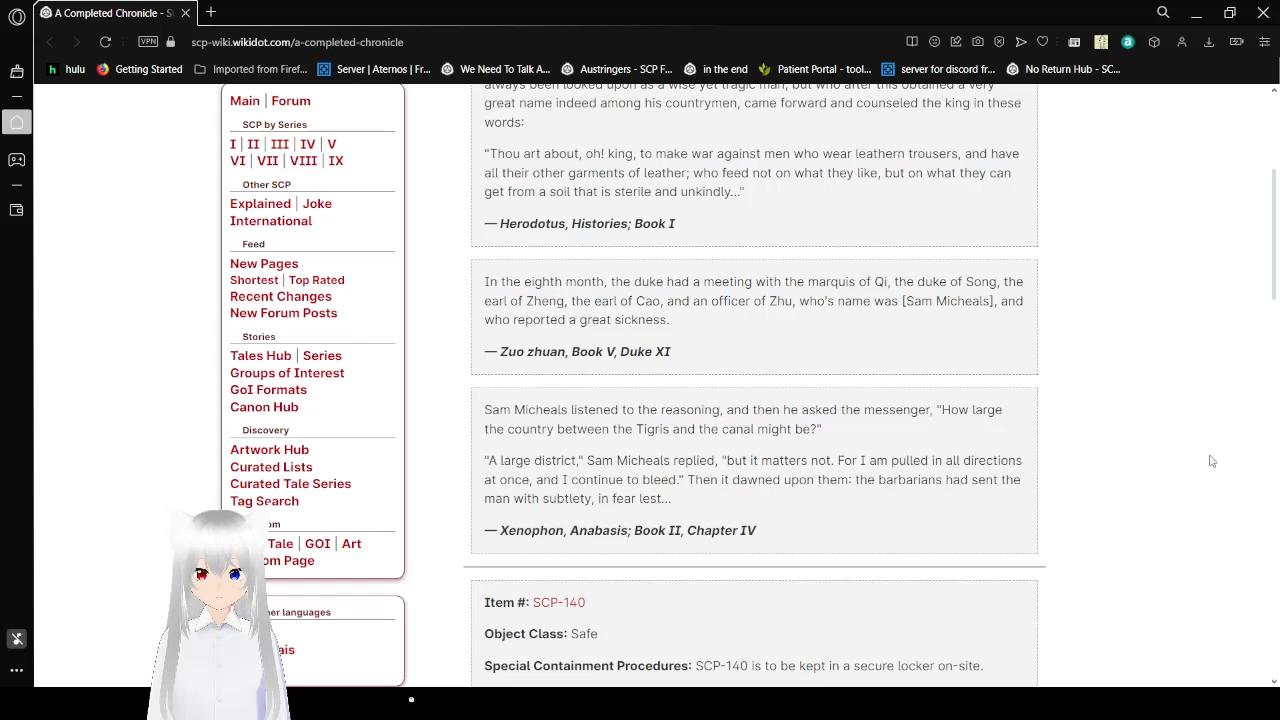 A Completed Chronicle - S
scp-wiki.wikidot.com/a-completed-chronicle
VPN
hulu
Getting Started
Imported from Firef...
Server | Aternos | Fr...
We Need To Talk A...
Austringers - SCP F...
in the end
Patient Portal - tool...
server for discord fr...
No Return Hub - SC...
Main | Forum
SCP by Series
I | II | III | IV | V
VI | VII | VIII | IX
Other SCP
Explained | Joke
International
Feed
New Pages
Shortest | Top Rated
Recent Changes
New Forum Posts
Stories
Tales Hub | Series
Groups of Interest
GoI Formats
Canon Hub
Discovery
Artwork Hub
Curated Lists
Curated Tale Series
Tag Search
om
Tale | GOI | Art
om Page
her languages
ais
always been looked upon as a wise yet tragic man, but who after this obtained a very
great name indeed among his countrymen, came forward and counseled the king in these
words:
"Thou art about, oh! king, to make war against men who wear leathern trousers, and have
all their other garments of leather; who feed not on what they like, but on what they can
get from a soil that is sterile and unkindly..."
— Herodotus, Histories; Book I
In the eighth month, the duke had a meeting with the marquis of Qi, the duke of Song, the
earl of Zheng, the earl of Cao, and an officer of Zhu, who's name was [Sam Micheals], and
who reported a great sickness.
— Zuo zhuan, Book V, Duke XI
Sam Micheals listened to the reasoning, and then he asked the messenger, "How large
the country between the Tigris and the canal might be?"
"A large district," Sam Micheals replied, "but it matters not. For I am pulled in all directions
at once, and I continue to bleed." Then it dawned upon them: the barbarians had sent the
man with subtlety, in fear lest...
— Xenophon, Anabasis; Book II, Chapter IV
Item #: SCP-140
Object Class: Safe
Special Containment Procedures: SCP-140 is to be kept in a secure locker on-site.